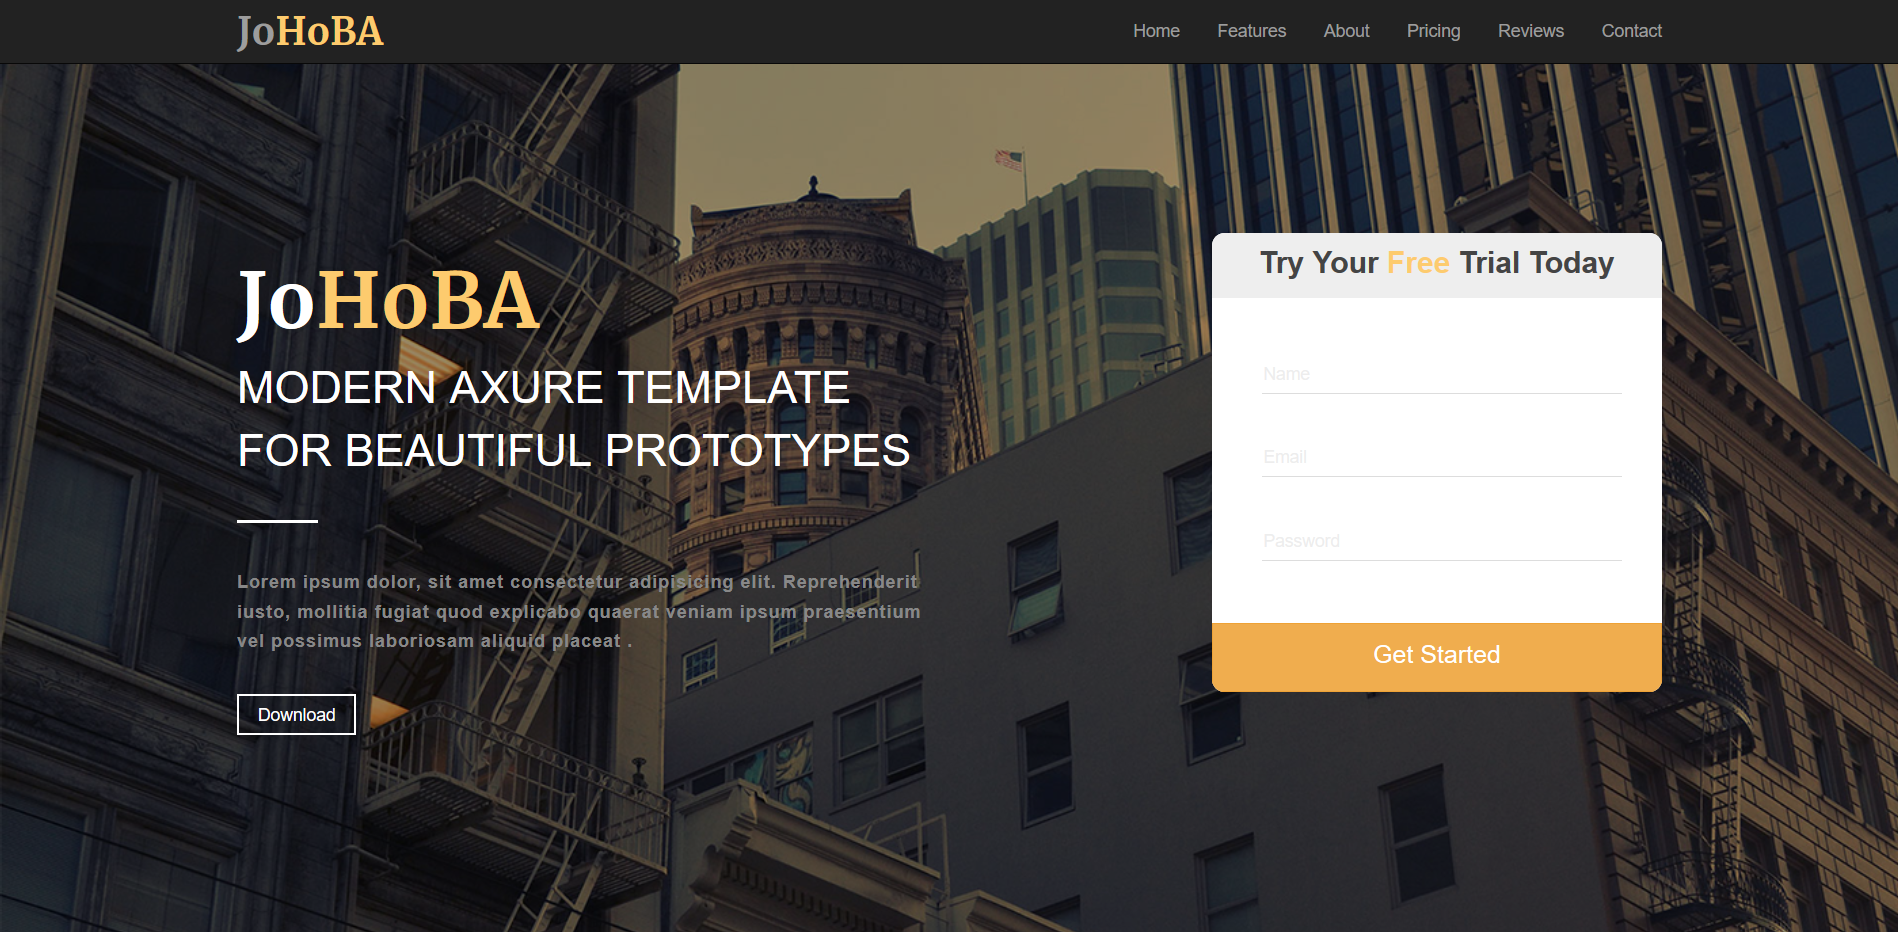 JoHoBA
Home Features About Pricing Reviews Contact
JoHoBA
MODERN AXURE TEMPLATE
FOR BEAUTIFUL PROTOTYPES
Lorem ipsum dolor, sit amet consectetur adipisicing elit. Reprehenderit
iusto, mollitia fugiat quod explicabo quaerat veniam ipsum praesentium
vel possimus laboriosam aliquid placeat .
Download
Try Your Free Trial Today
Name
Email
Password
Get Started